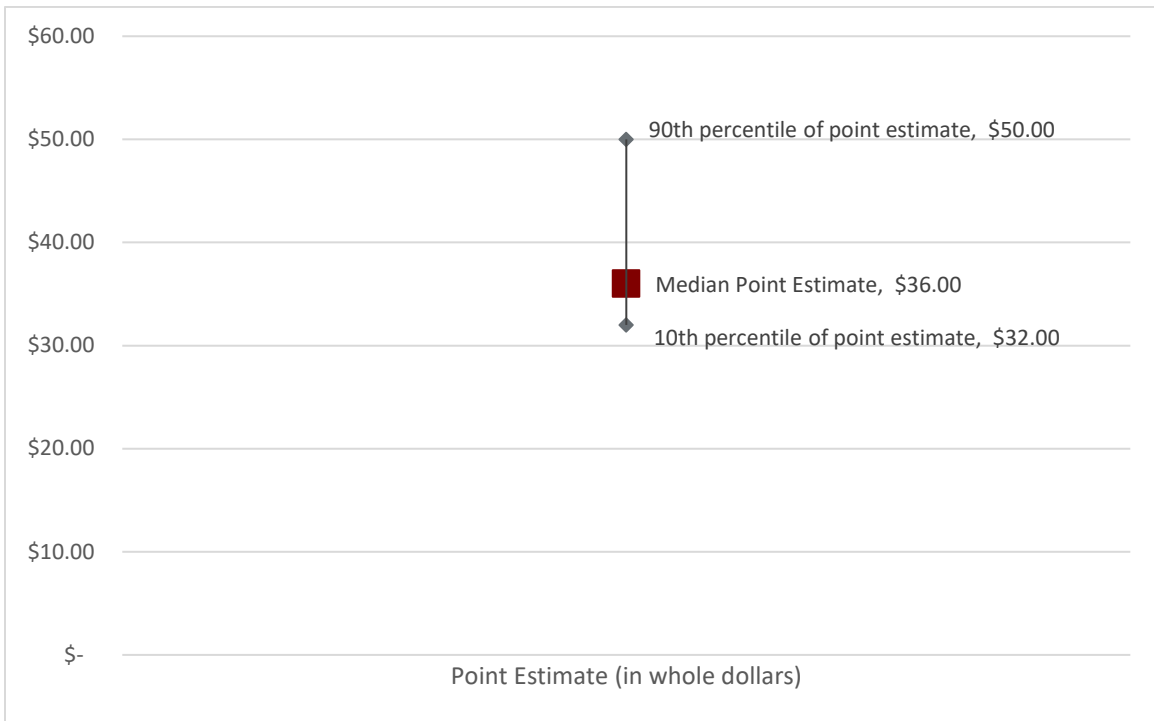 $60.00
$50.00
90th percentile of point estimate,  $50.00
$40.00
Median Point Estimate,  $36.00
$30.00
10th percentile of point estimate,  $32.00
$20.00
$10.00
$-
Point Estimate (in whole dollars)